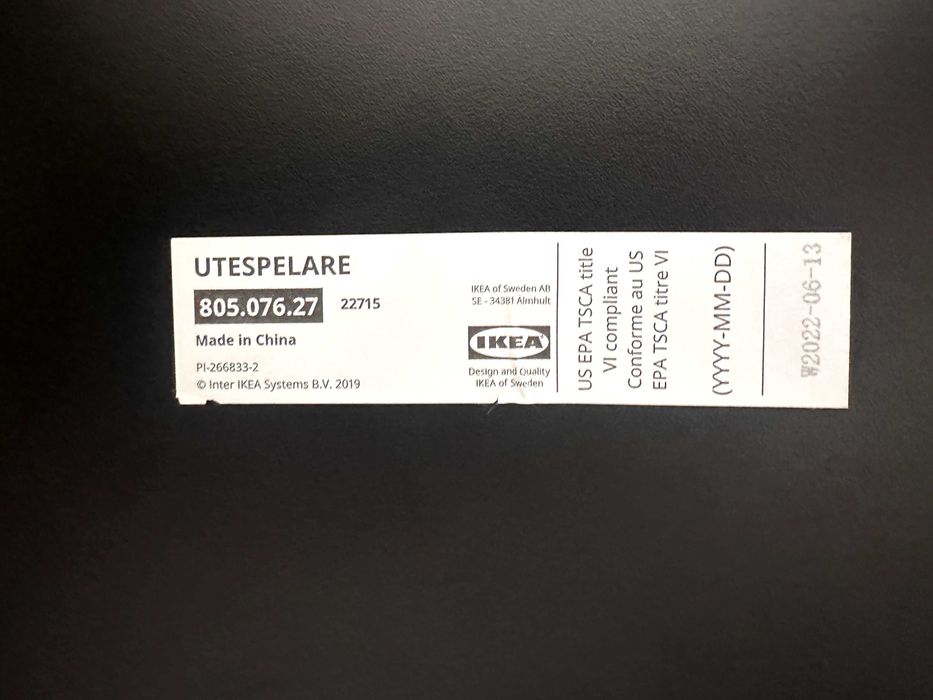 UTESPELARE
805.076.27 22715
Made in China
PI-266833-2
© Inter IKEA Systems B.V. 2019
IKEA of Sweden AB
SE - 34381 Älmhult
IKEA
Design and Quality
IKEA of Sweden
US EPA TSCA title
VI compliant
Conforme au US
EPA TSCA titre VI
(YYYY-MM-DD)
W2022-06-13